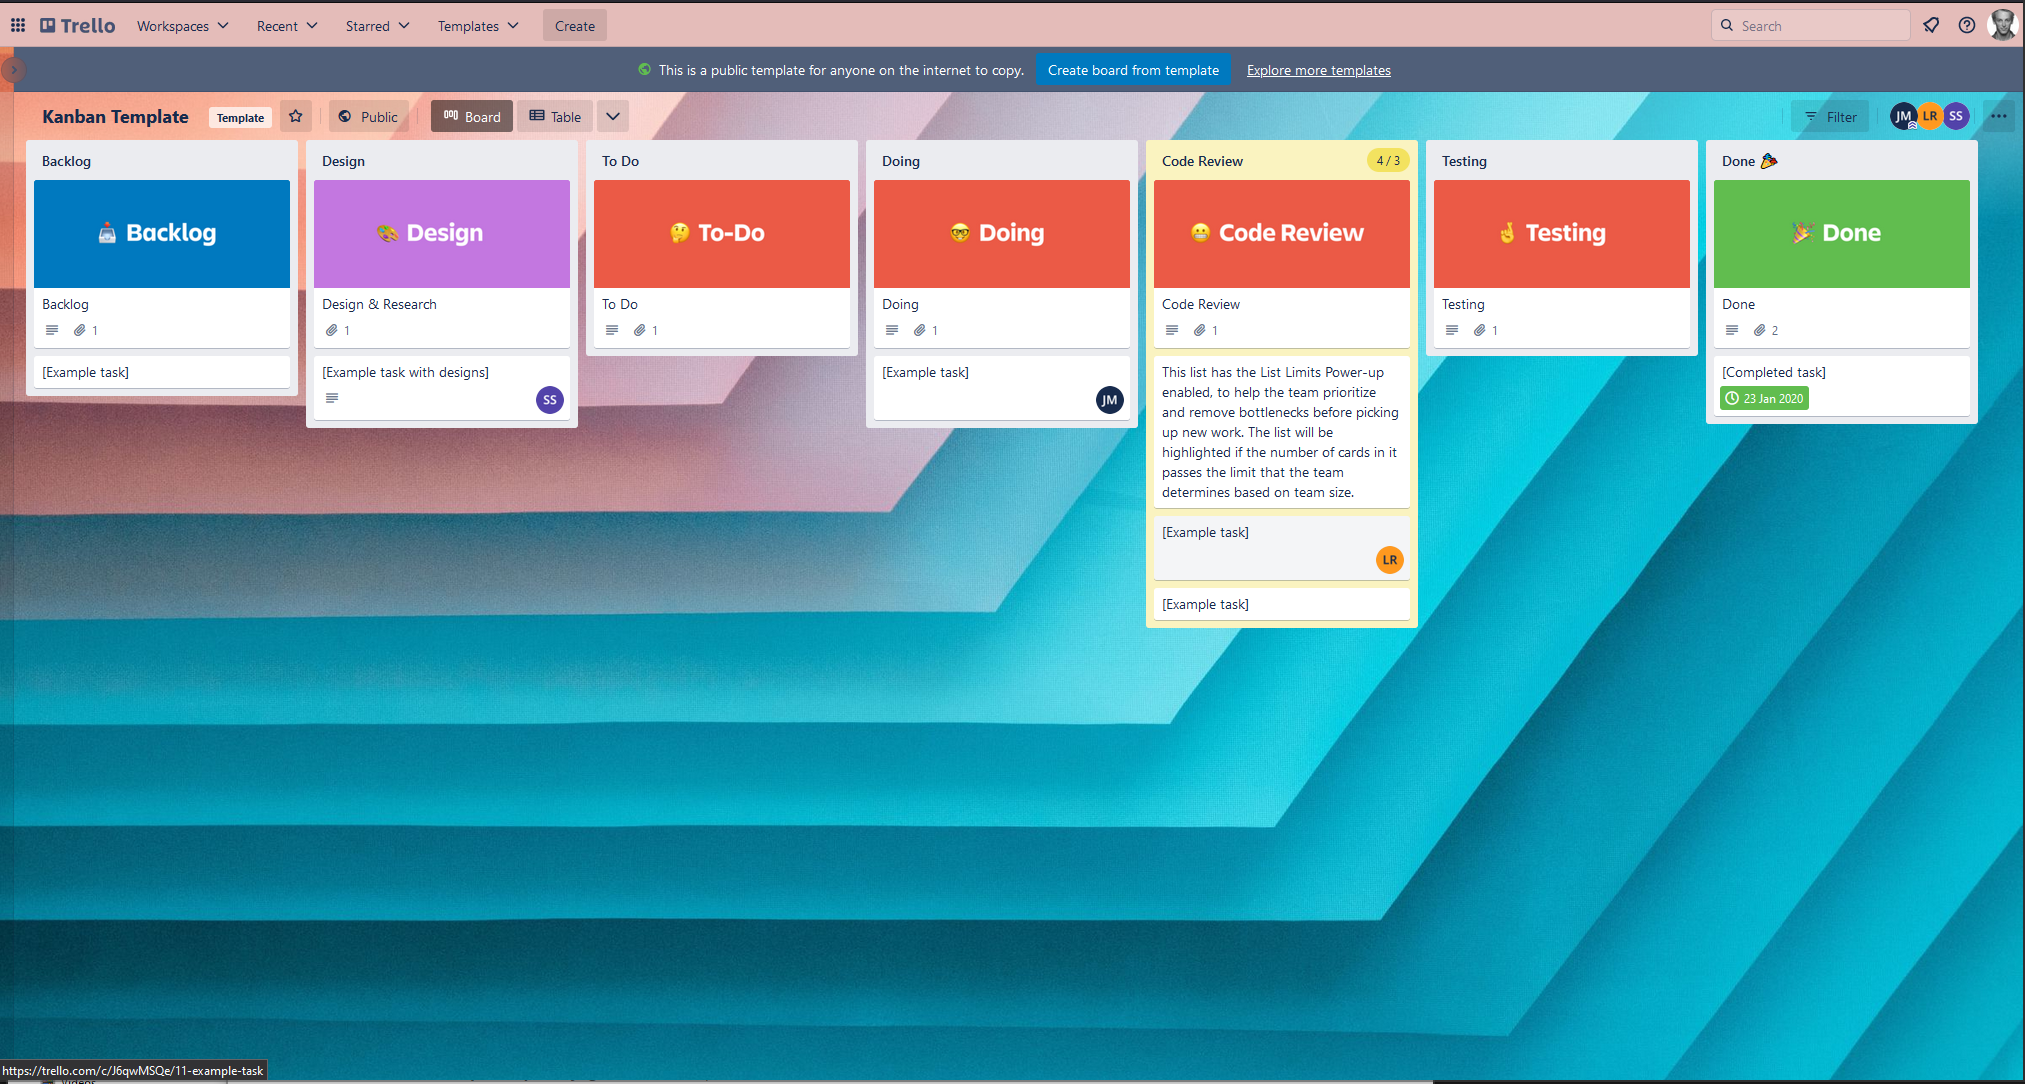 Trello
Workspaces
Recent
Starred
Templates
Create
Search
This is a public template for anyone on the internet to copy.
Create board from template
Explore more templates
Kanban Template
Template
Public
Board
Table
Filter
JM
LR
SS
Backlog
Backlog
Backlog
1
[Example task]
Design
Design
Design & Research
1
[Example task with designs]
SS
To Do
To-Do
To Do
1
Doing
Doing
Doing
1
[Example task]
JM
Code Review
4 / 3
Code Review
Code Review
1
This list has the List Limits Power-up
enabled, to help the team prioritize
and remove bottlenecks before picking
up new work. The list will be
highlighted if the number of cards in it
passes the limit that the team
determines based on team size.
[Example task]
LR
[Example task]
Testing
Testing
Testing
1
Done
Done
Done
2
[Completed task]
23 Jan 2020
https://trello.com/c/J6qwMSQe/11-example-task
Videos